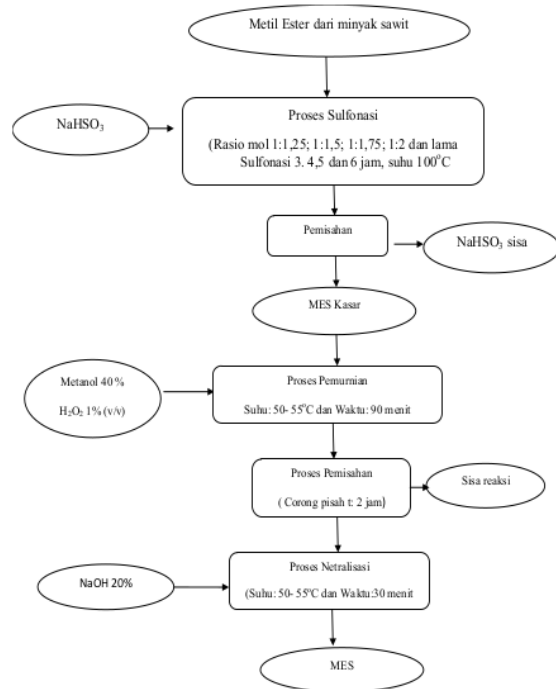 Metil Ester dari minyak sawit
Proses Sulfonasi
NaHSO₃
(Rasio mol 1:1,25; 1:1,5; 1:1,75; 1:2 dan lama
Sulfonasi 3. 4,5 dan 6 jam, suhu 100°C
Pemisahan
NaHSO₃ sisa
MES Kasar
Metanol 40 %
H₂O₂ 1% (v/v)
Proses Pemurnian
Suhu: 50- 55°C dan Waktu: 90 menit
Proses Pemisahan
( Corong pisah t: 2 jam}
Sisa reaksi
Proses Netralisasi
NaOH 20%
(Suhu: 50- 55°C dan Waktu:30 menit
MES